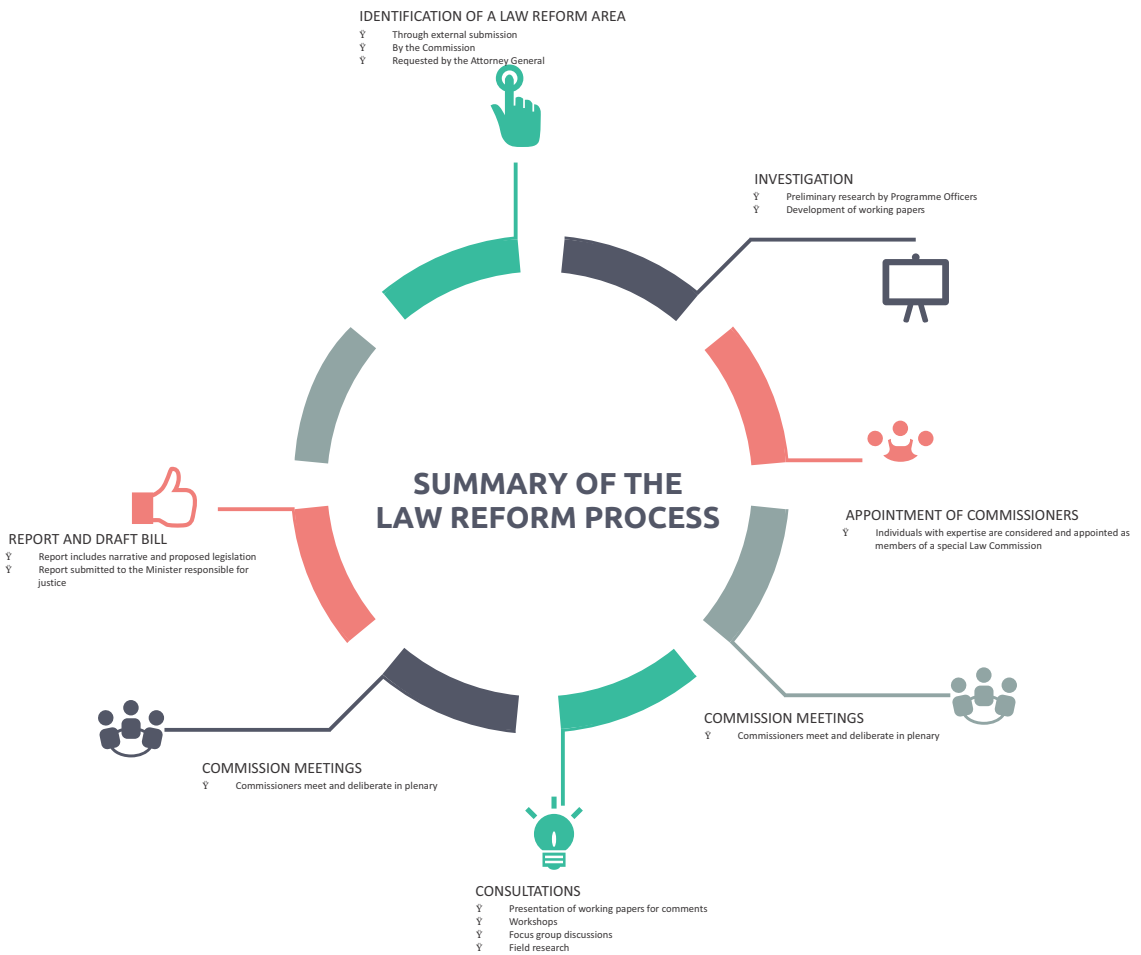 IDENTIFICATION OF A LAW REFORM AREA
Ÿ Through external submission
Ÿ By the Commission
Ÿ Requested by the Attorney General
INVESTIGATION
Ÿ Preliminary research by Programme Officers
Ÿ Development of working papers
SUMMARY OF THE
LAW REFORM PROCESS
APPOINTMENT OF COMMISSIONERS
Ÿ Individuals with expertise are considered and appointed as
members of a special Law Commission
COMMISSION MEETINGS
Ÿ Commissioners meet and deliberate in plenary
CONSULTATIONS
Ÿ Presentation of working papers for comments
Ÿ Workshops
Ÿ Focus group discussions
Ÿ Field research
COMMISSION MEETINGS
Ÿ Commissioners meet and deliberate in plenary
REPORT AND DRAFT BILL
Ÿ Report includes narrative and proposed legislation
Ÿ Report submitted to the Minister responsible for
justice